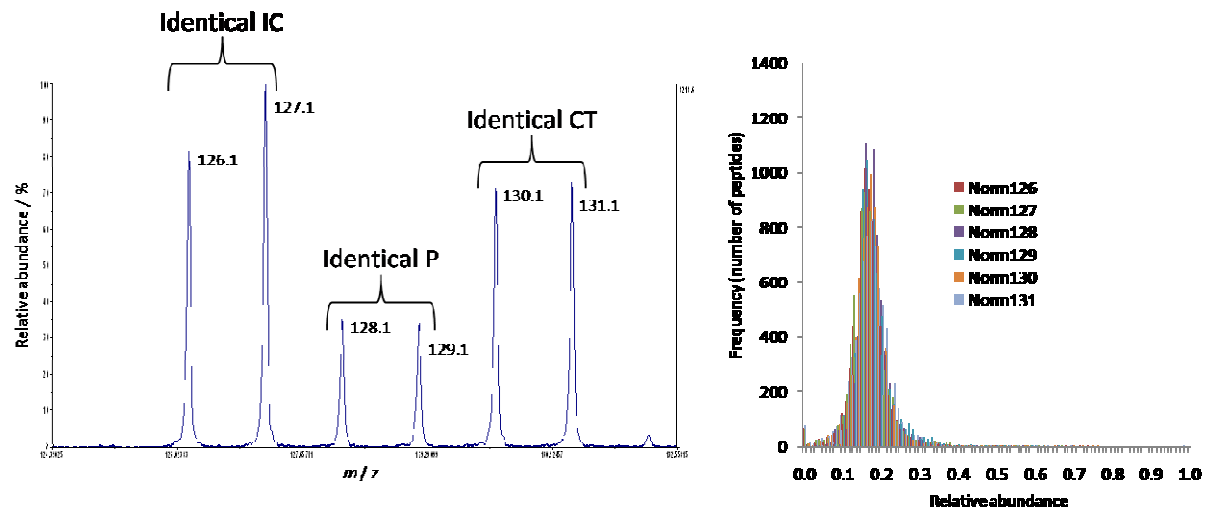 Identical IC
127.1
126.1
Identical CT
130.1
131.1
Identical P
128.1
129.1
Relative abundance / %
100
m / z
1400
1200
1000
800
600
400
200
0
Frequency (number of peptides)
Norm126
Norm127
Norm128
Norm129
Norm130
Norm131
0.0 0.1 0.2 0.3 0.4 0.5 0.6 0.7 0.8 0.9 1.0
Relative abundance